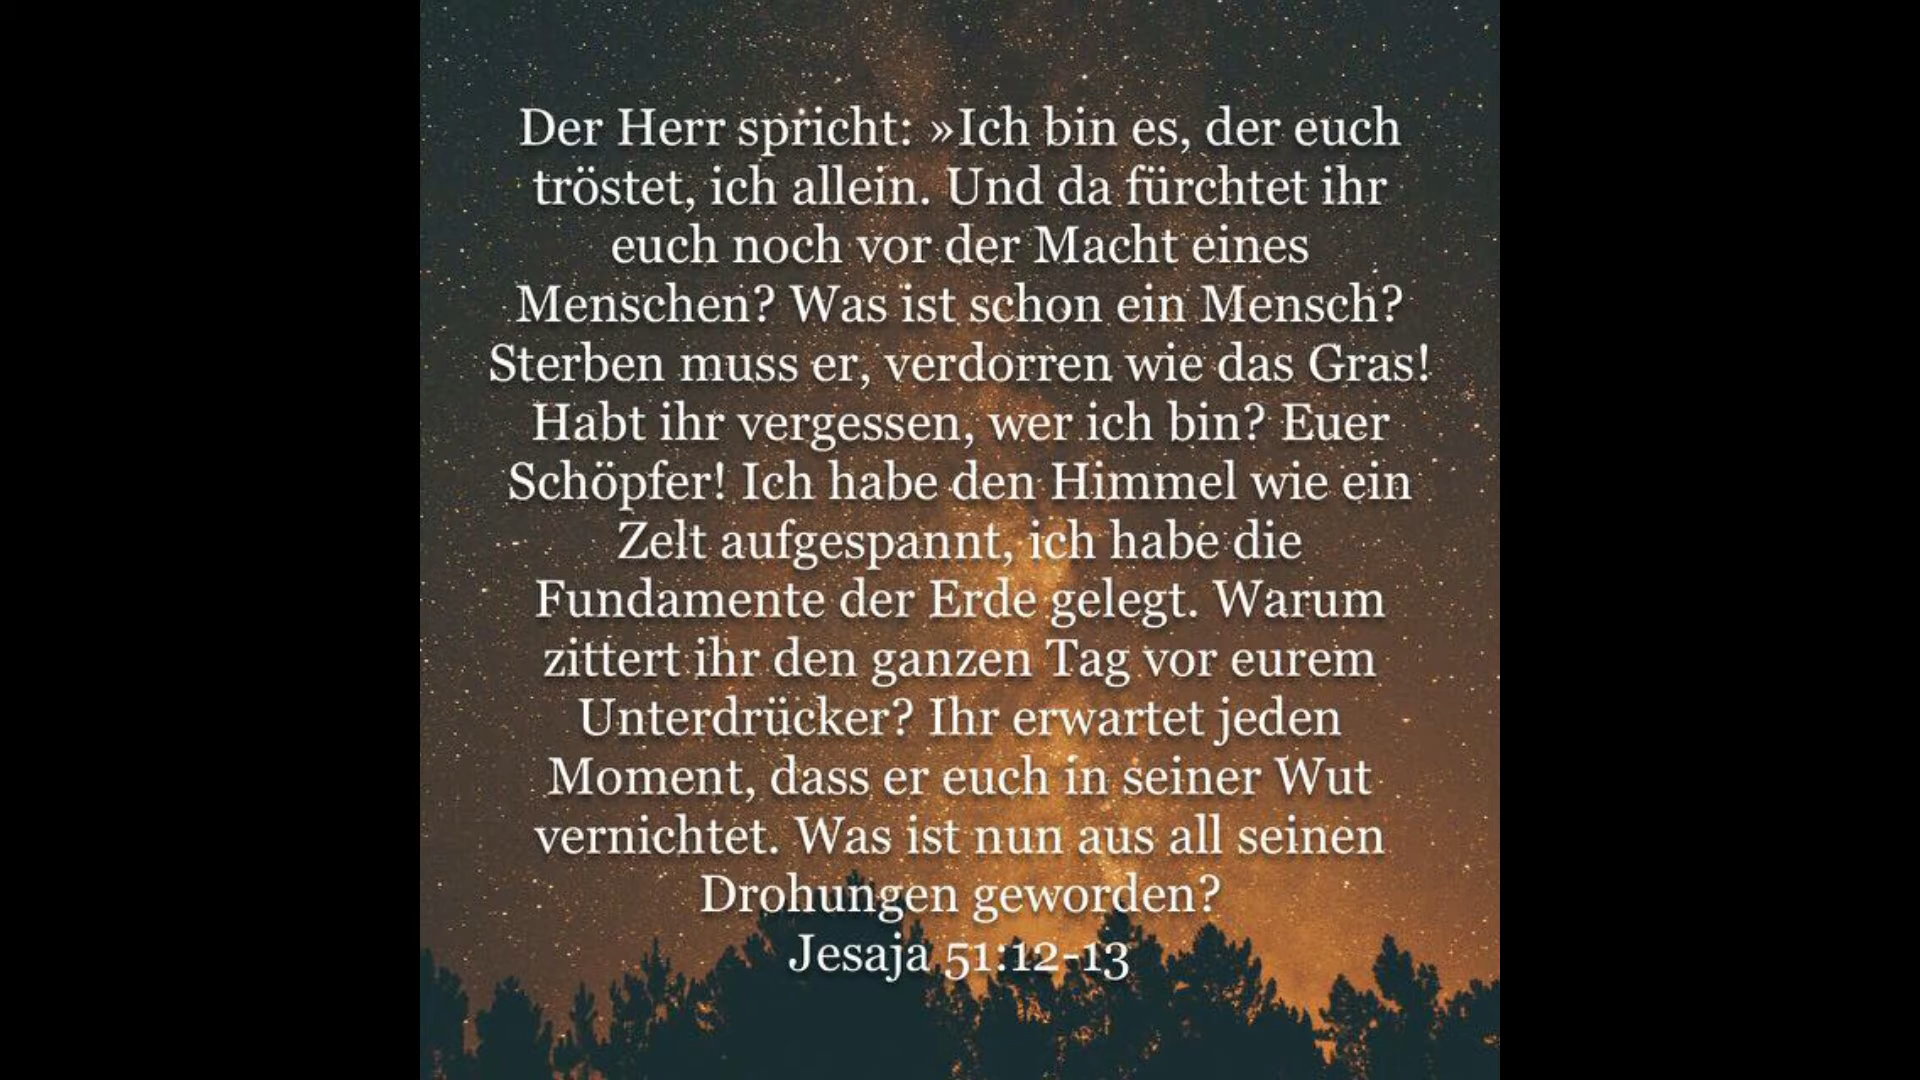 Der Herr spricht: »Ich bin es, der euch
tröstet, ich allein. Und da fürchtet ihr
euch noch vor der Macht eines
Menschen? Was ist schon ein Mensch?
Sterben muss er, verdorren wie das Gras!
Habt ihr vergessen, wer ich bin? Euer
Schöpfer! Ich habe den Himmel wie ein
Zelt aufgespannt, ich habe die
Fundamente der Erde gelegt. Warum
zittert ihr den ganzen Tag vor eurem
Unterdrücker? Ihr erwartet jeden
Moment, dass er euch in seiner Wut
vernichtet. Was ist nun aus all seinen
Drohungen geworden?
Jesaja 51:12-13